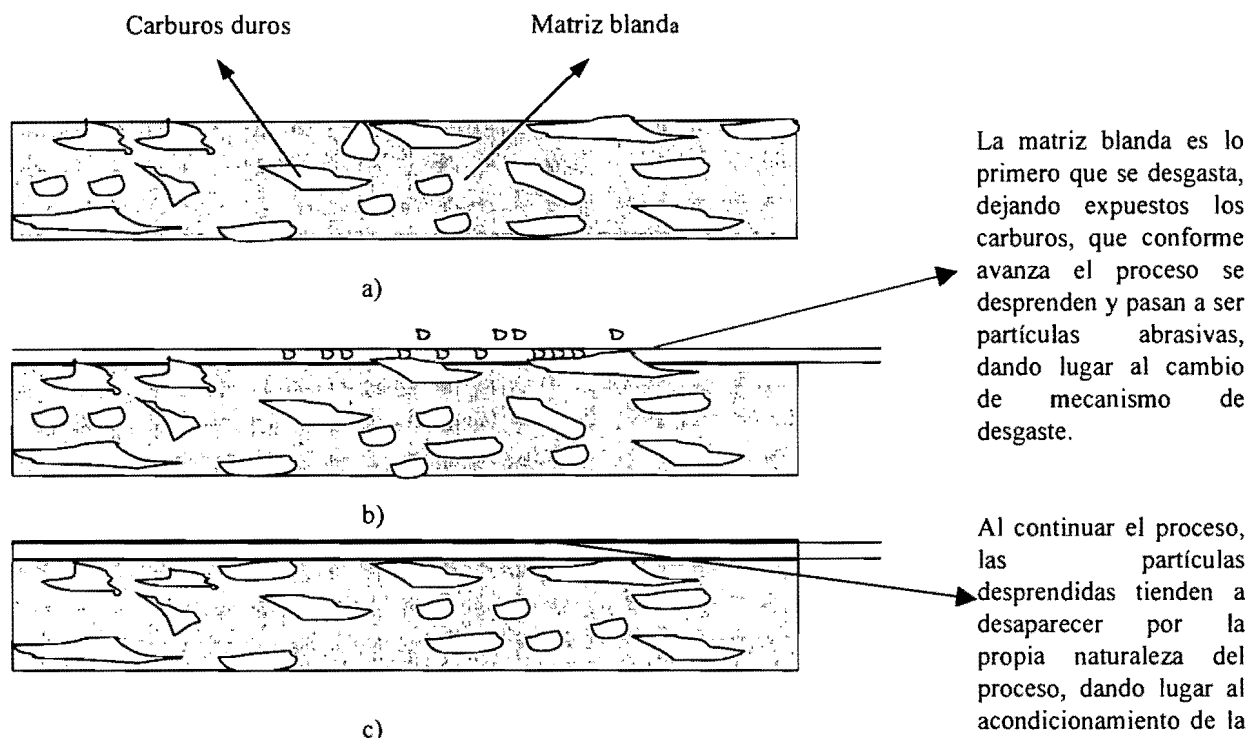 Carburos duros
Matriz blanda
a)
La matriz blanda es lo
primero que se desgasta,
dejando expuestos los
carburos, que conforme
avanza el proceso se
desprenden y pasan a ser
partículas abrasivas,
dando lugar al cambio
de mecanismo de
desgaste.
b)
Al continuar el proceso,
las partículas
desprendidas tienden a
desaparecer por la
propia naturaleza del
proceso, dando lugar al
acondicionamiento de la
c)